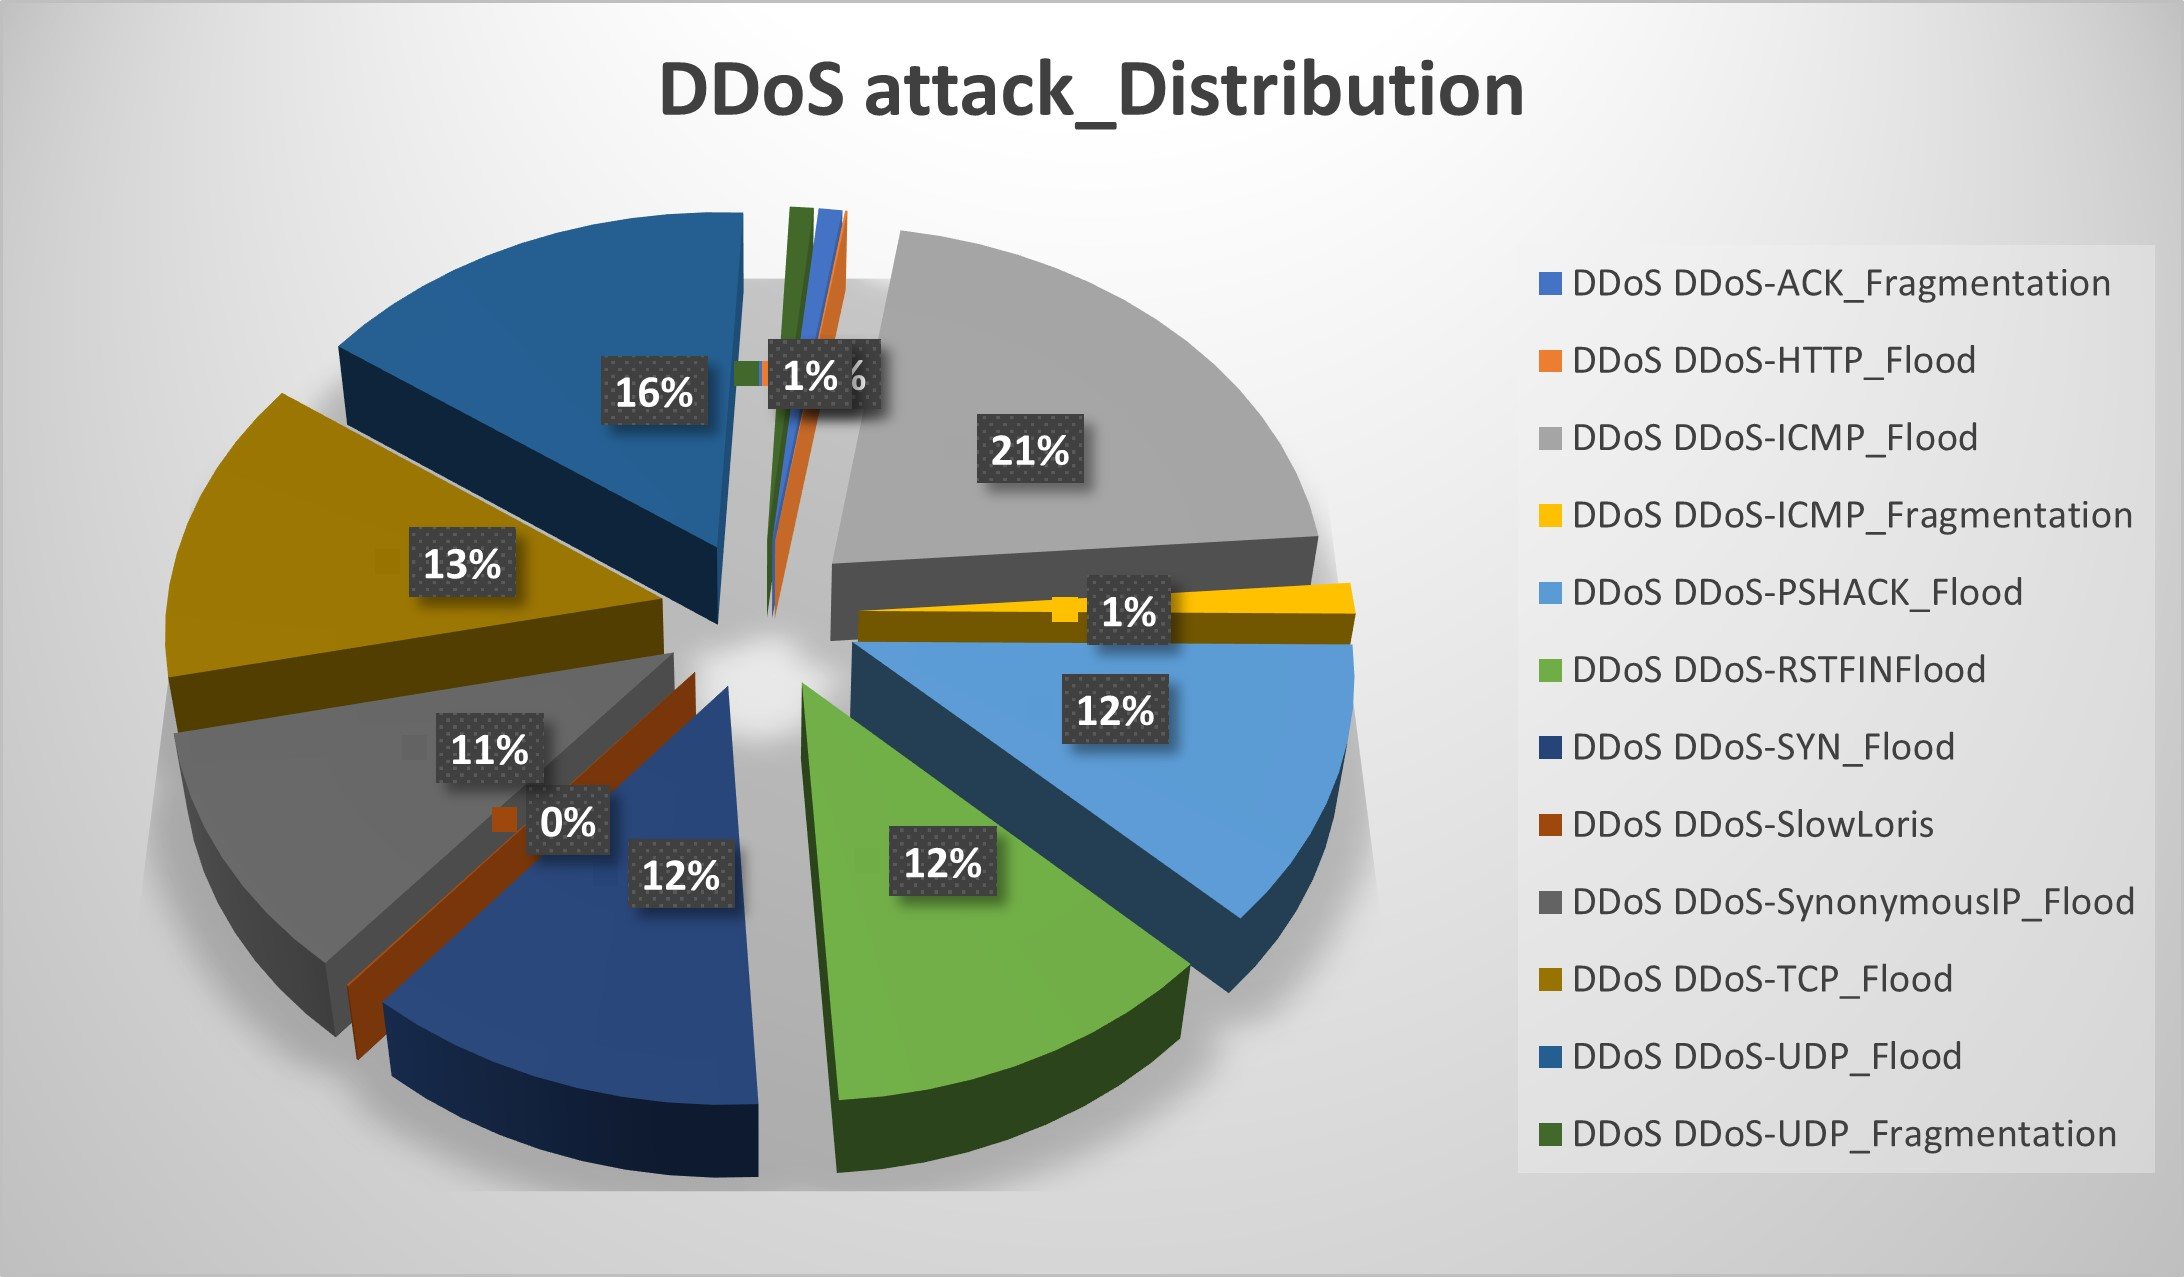 DDoS attack_Distribution
16%
1%
%
21%
13%
1%
12%
11%
0%
12%
12%
DDoS DDoS-ACK_Fragmentation
DDoS DDoS-HTTP_Flood
DDoS DDoS-ICMP_Flood
DDoS DDoS-ICMP_Fragmentation
DDoS DDoS-PSHACK_Flood
DDoS DDoS-RSTFINFlood
DDoS DDoS-SYN_Flood
DDoS DDoS-SlowLoris
DDoS DDoS-SynonymousIP_Flood
DDoS DDoS-TCP_Flood
DDoS DDoS-UDP_Flood
DDoS DDoS-UDP_Fragmentation